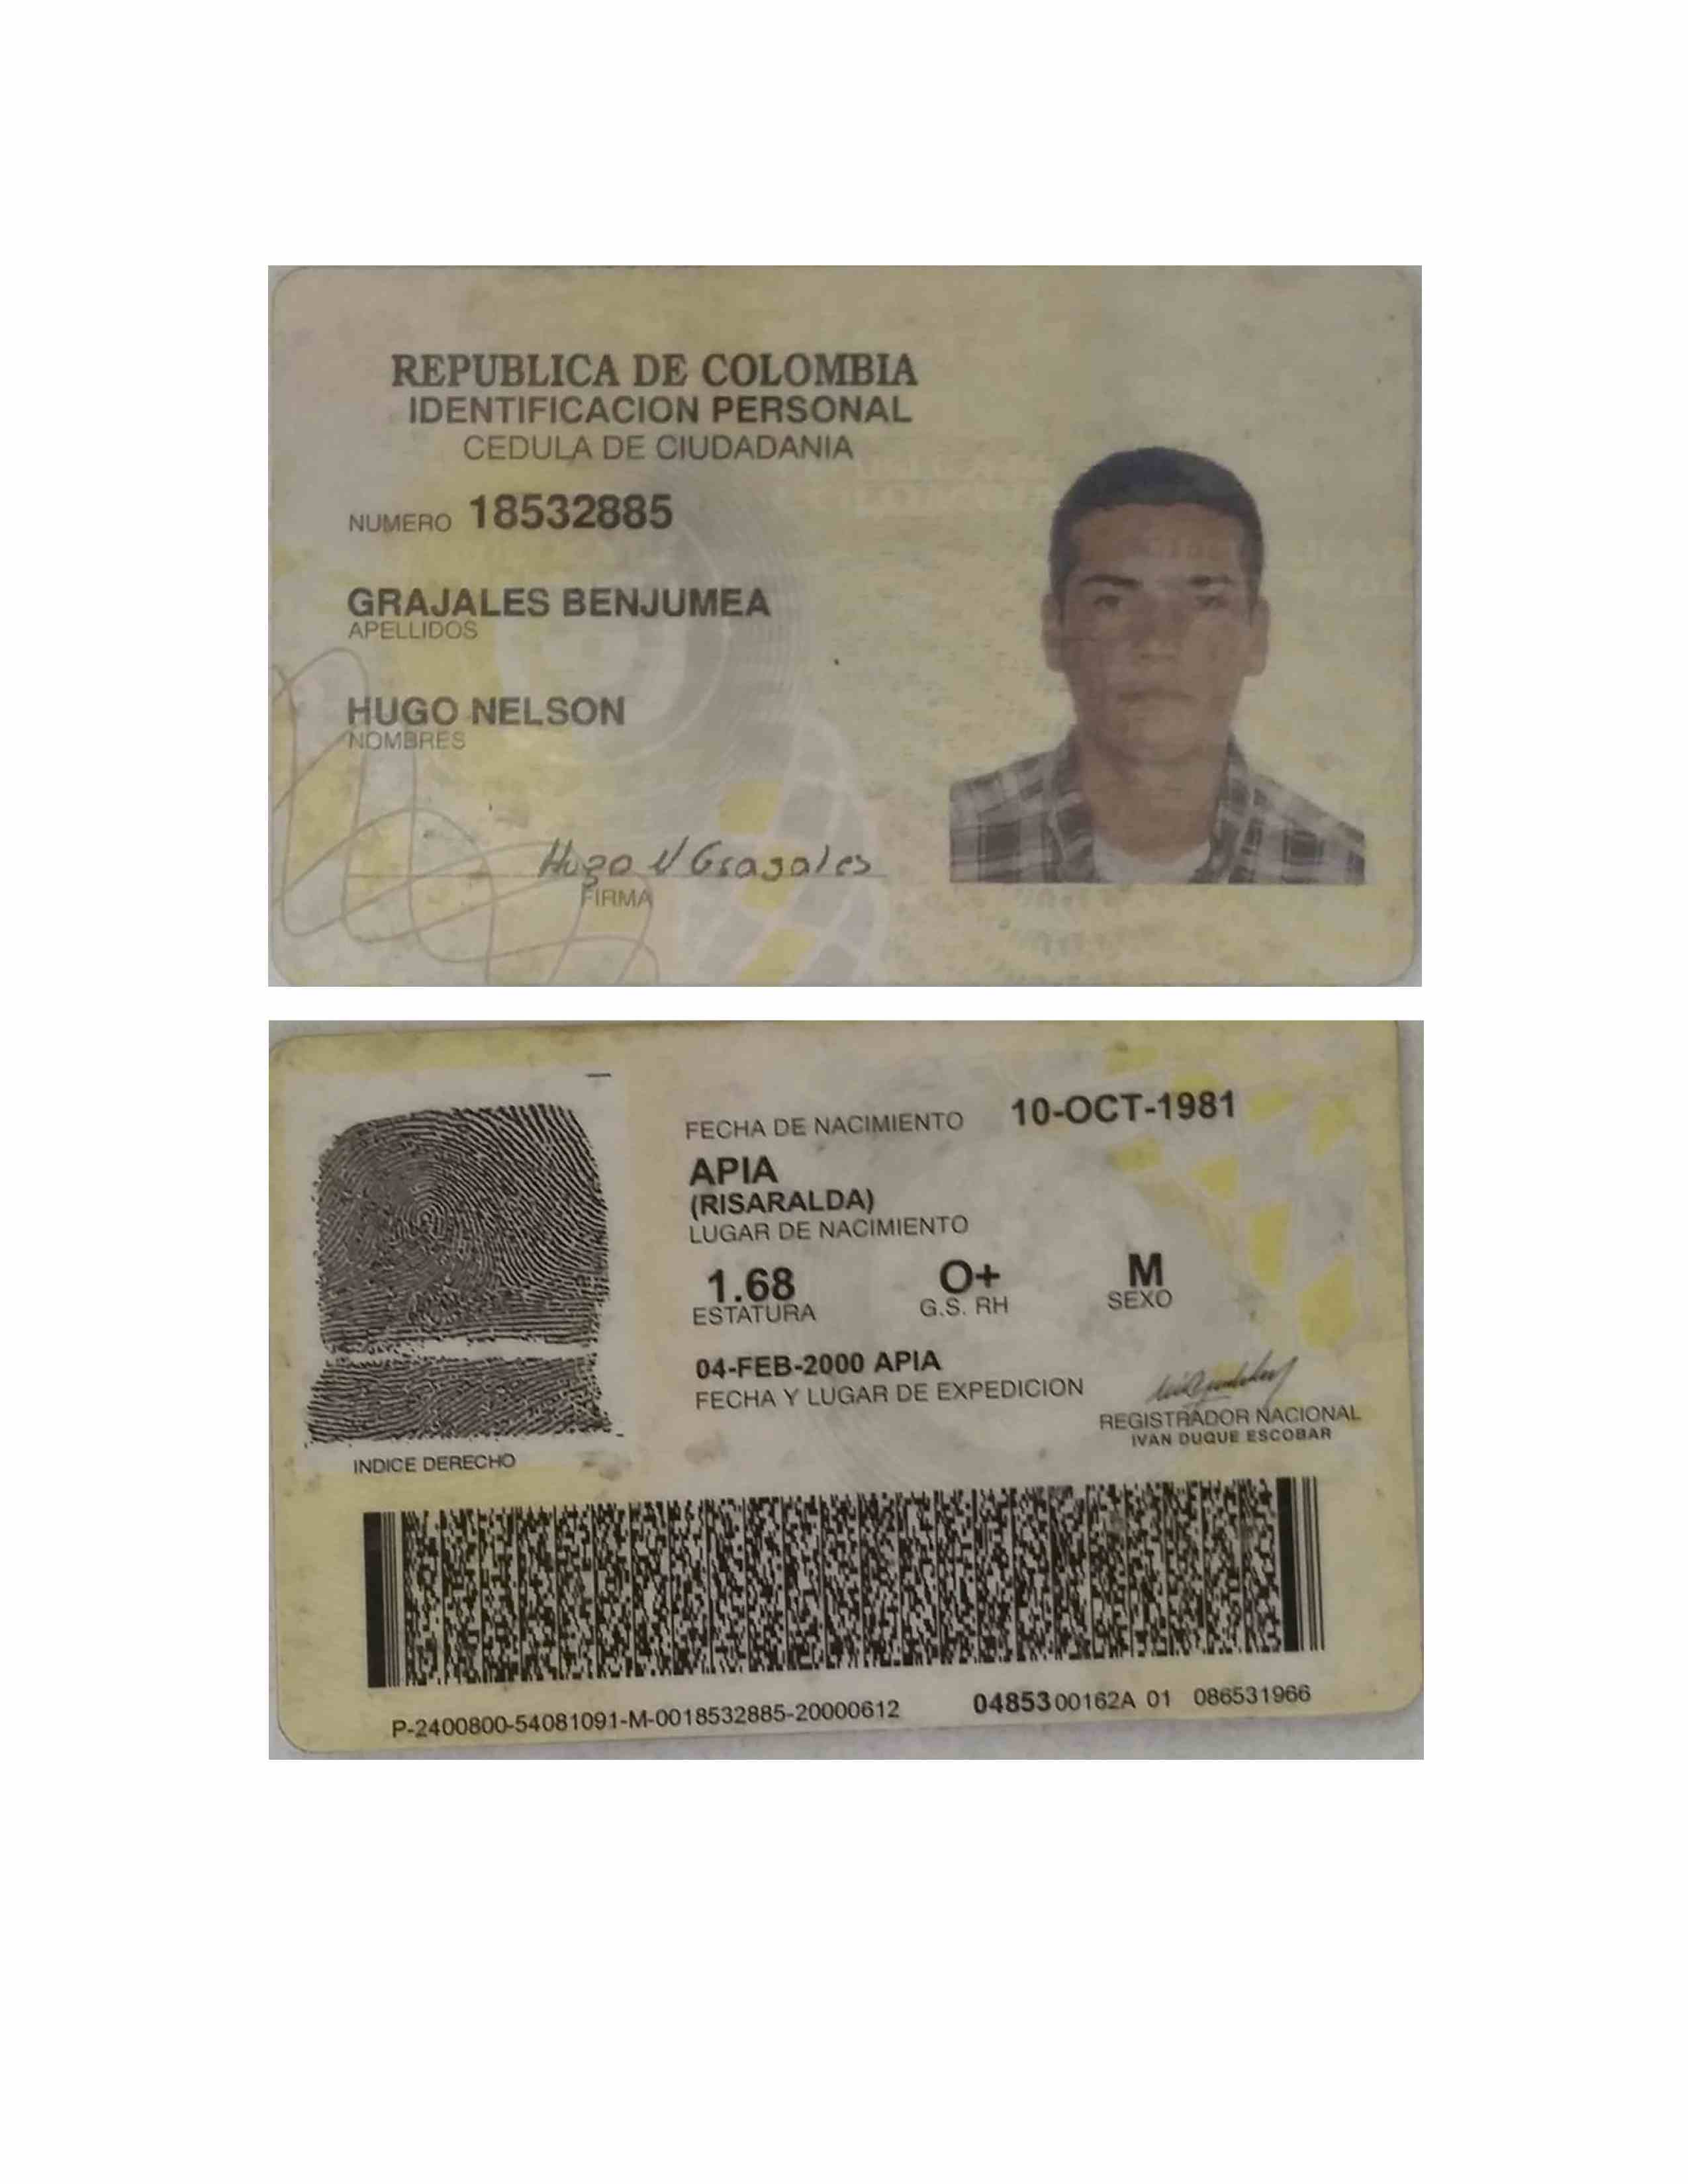 REPUBLICA DE COLOMBIA
IDENTIFICACION PERSONAL
CEDULA DE CIUDADANIA
NUMERO 18532885
GRAJALES BENJUMEA
APELLIDOS
HUGO NELSON
NOMBRES
Hugo N Grajales
FIRMA
FECHA DE NACIMIENTO 10-OCT-1981
APIA
(RISARALDA)
LUGAR DE NACIMIENTO
1.68 O+ M
ESTATURA G.S. RH SEXO
04-FEB-2000 APIA
FECHA Y LUGAR DE EXPEDICION
REGISTRADOR NACIONAL
IVAN DUQUE ESCOBAR
INDICE DERECHO
P-2400800-54081091-M-0018532885-20000612 0485300162A 01 086531966